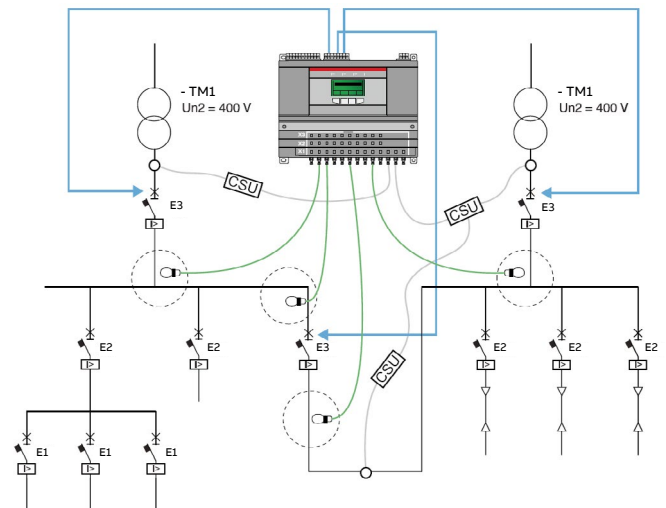 - TM1
Un2 = 400 V
- TM1
Un2 = 400 V
CSU
CSU
E3
E3
I>
I>
E2
E2
E3
E2
E2
E2
I>
I>
I>
I>
I>
I>
CSU
E1
E1
E1
I>
I>
I>